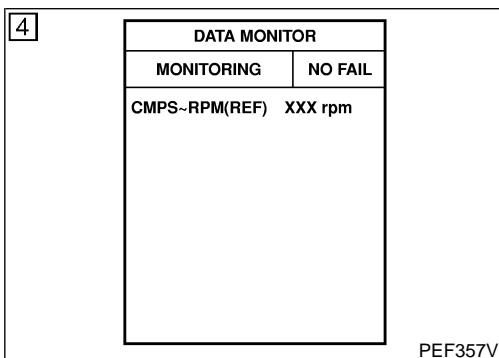 4
DATA MONITOR
MONITORING NO FAIL
CMPS~RPM(REF) XXX rpm
PEF357V